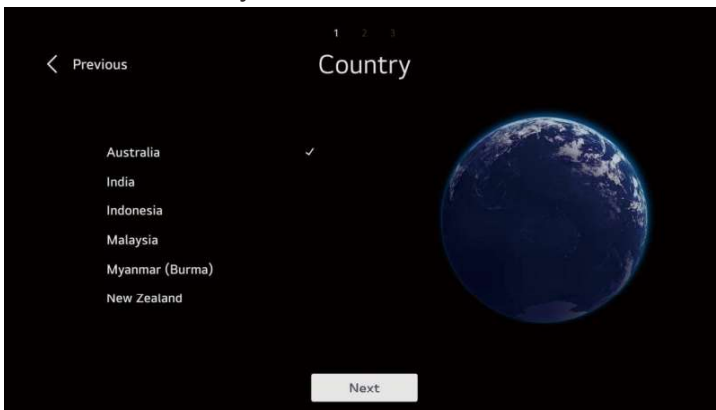 1 2 3
Previous
Country
Australia
India
Indonesia
Malaysia
Myanmar (Burma)
New Zealand
Next